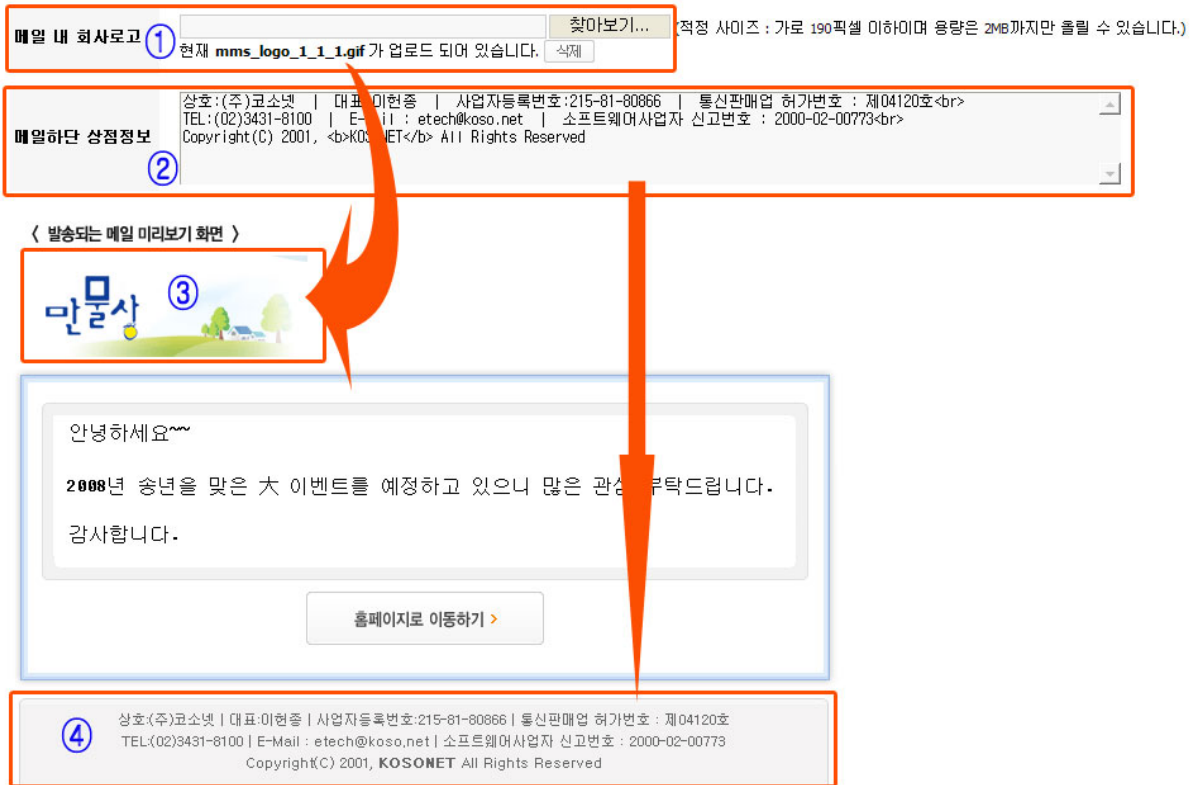 메일 내 회사로고 ① 찾아보기... (적정 사이즈 : 가로 190픽셀 이하이며 용량은 2MB까지만 올릴 수 있습니다.)
현재 mms_logo_1_1_1.gif 가 업로드 되어 있습니다. 삭제
상호:(주)코소넷 | 대표:이현종 | 사업자등록번호:215-81-80866 | 통신판매업 허가번호 : 제04120호<br>
TEL:(02)3431-8100 | : etech@koso.net | 소프트웨어사업자 신고번호 : 2000-02-00773<br>
메일하단 상점정보 Copyright(C) 2001, All Rights Reserved
②
< 발송되는 메일 미리보기 화면 >
만물상 ③
안녕하세요~~
2008년 송년을 맞은 大 이벤트를 예정하고 있으니 많은 부탁드립니다.
감사합니다.
홈페이지로 이동하기 >
상호:(주)코소넷 | 대표:이현종 | 사업자등록번호:215-81-80866 | 통신판매업 허가번호 : 제04120호
④ TEL:(02)3431-8100 | E-Mail : etech@koso.net | 소프트웨어사업자 신고번호 : 2000-02-00773
Copyright(C) 2001, KOSONET All Rights Reserved